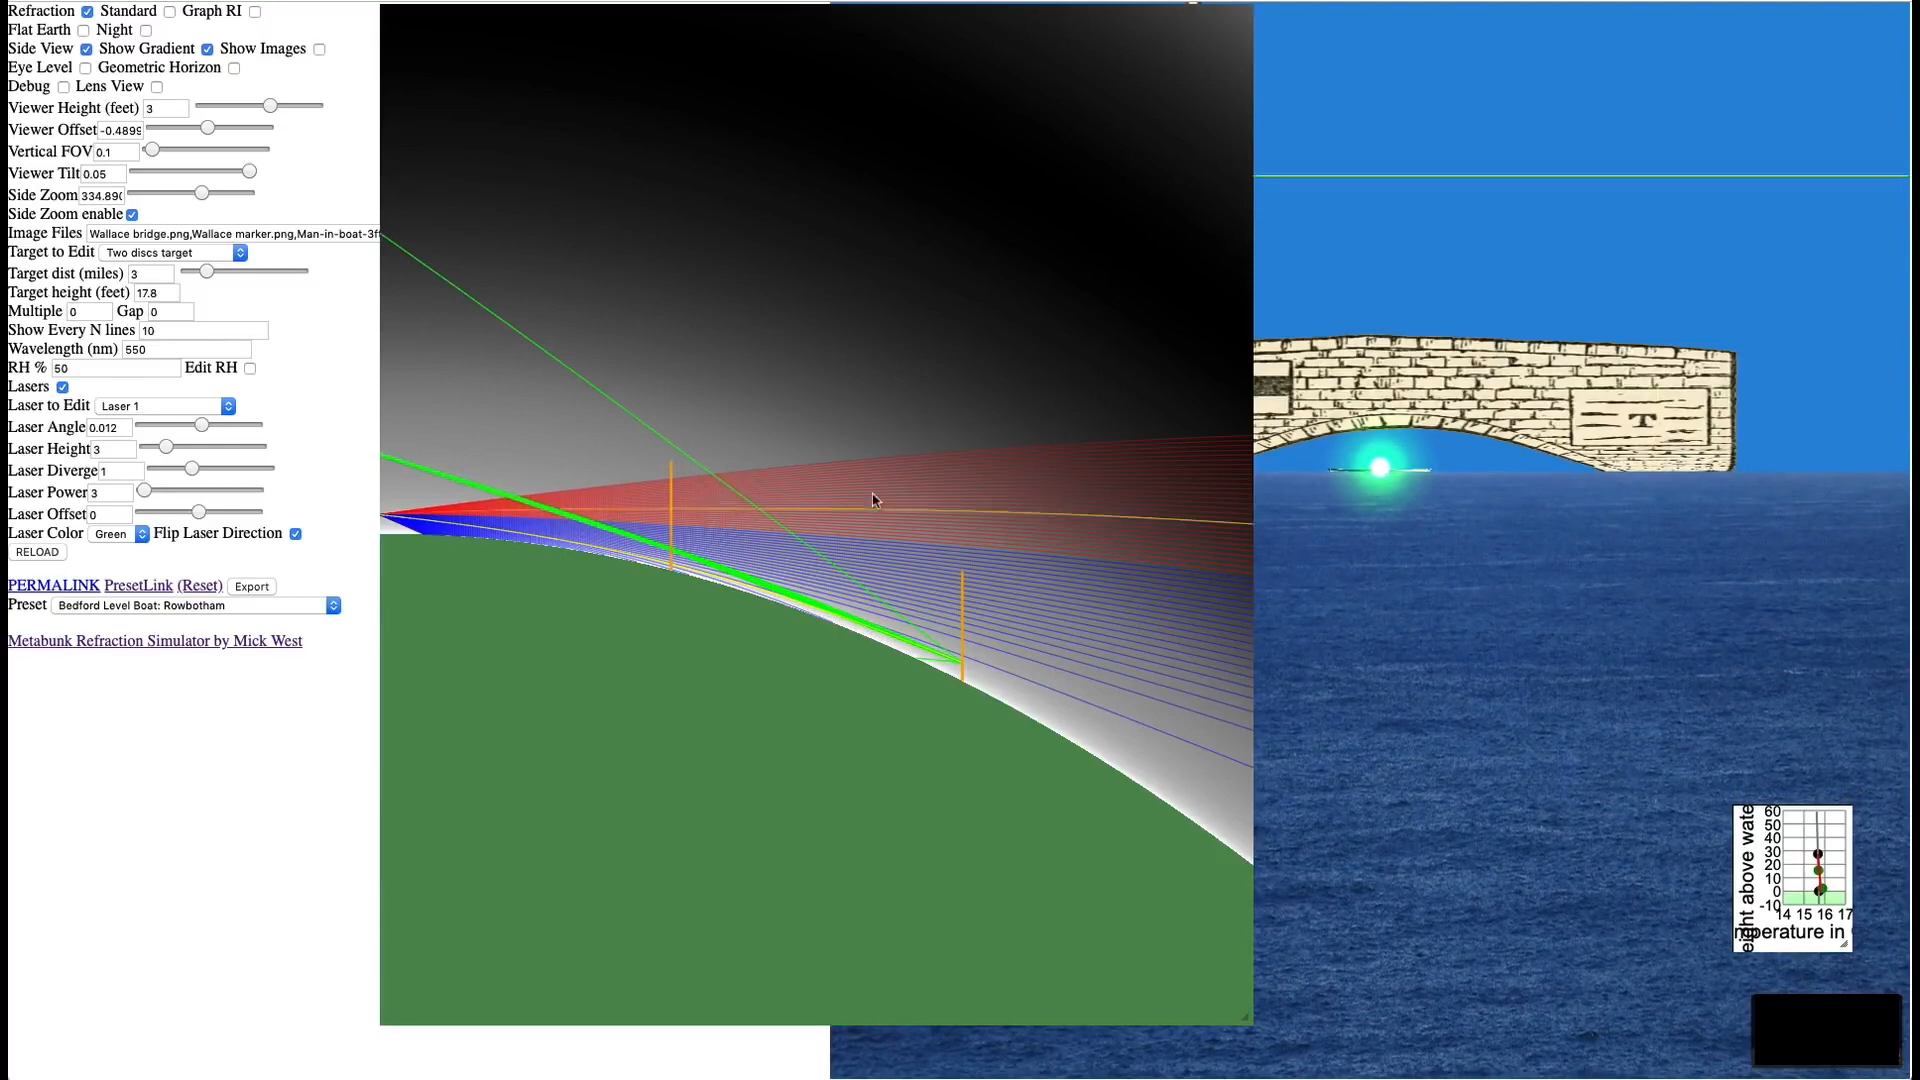 Refraction Standard Graph RI
Flat Earth Night
Side View Show Gradient Show Images
Eye Level Geometric Horizon
Debug Lens View
Viewer Height (feet) 3
Viewer Offset -0.4899
Vertical FOV 0.1
Viewer Tilt 0.05
Side Zoom 334.89(
Side Zoom enable
Image Files Wallace bridge.png,Wallace marker.png,Man-in-boat-3f
Target to Edit Two discs target
Target dist (miles) 3
Target height (feet) 17.8
Multiple 0 Gap 0
Show Every N lines 10
Wavelength (nm) 550
RH % 50 Edit RH
Lasers
Laser to Edit Laser 1
Laser Angle 0.012
Laser Height 3
Laser Diverge 1
Laser Power 3
Laser Offset 0
Laser Color Green Flip Laser Direction
RELOAD
PERMALINK PresetLink (Reset) Export
Preset Bedford Level Boat: Rowbotham
Metabunk Refraction Simulator by Mick West
T
eight above wate
60
50
40
30
20
10
0
-10
14 15 16 17
mperature in